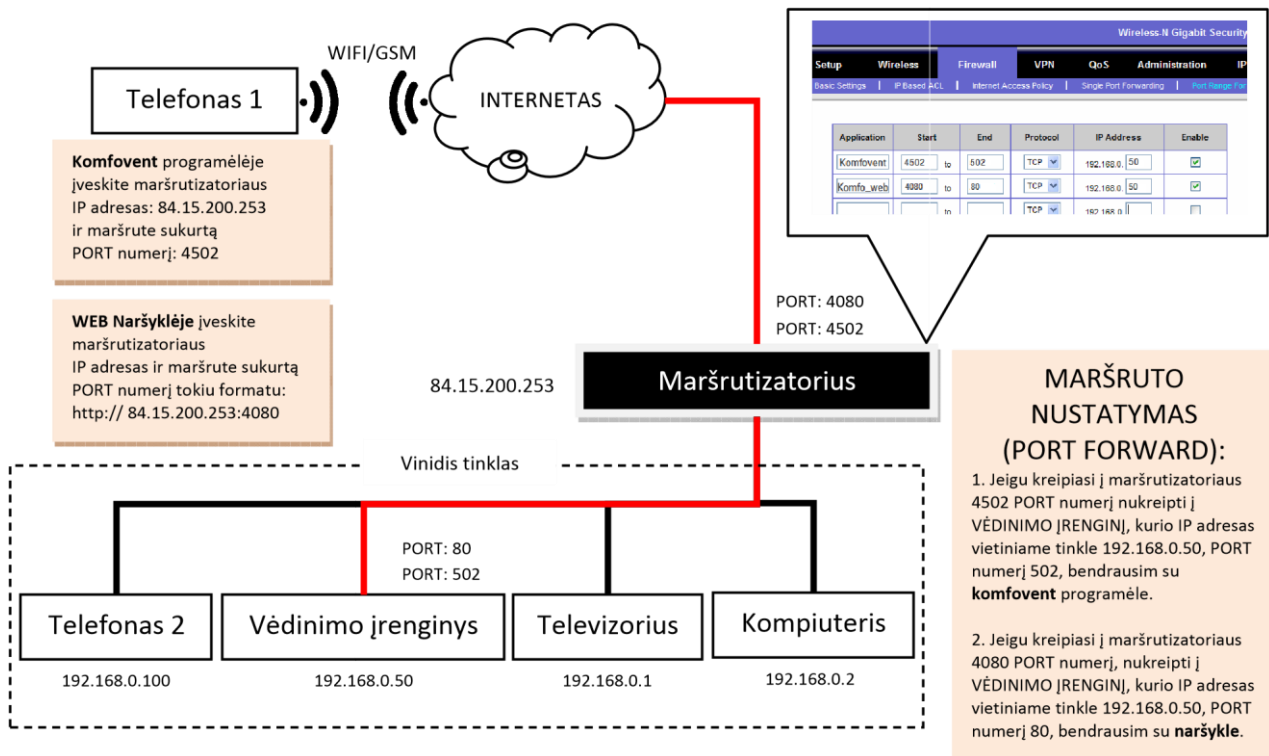 WIFI/GSM
Telefonas 1
INTERNETAS
Komfovent programėlėje
įveskite maršrutizatoriaus
IP adresas: 84.15.200.253
ir maršrute sukurtą
PORT numerį: 4502
WEB Naršyklėje įveskite
maršrutizatoriaus
IP adresas ir maršrute sukurtą
PORT numerį tokiu formatu:
http:// 84.15.200.253:4080
Wireless-N Gigabit Security
Setup Wireless Firewall VPN QoS Administration IP
Basic Settings | IP Based ACL | Internet Access Policy | Single Port Forwarding | Port Range For
Application Start End Protocol IP Address Enable
Komfovent 4502 to 502 TCP 192.168.0. 50
Komfo_web 4080 to 80 TCP 192.168.0. 50
to TCP 192.168.0.
PORT: 4080
PORT: 4502
84.15.200.253
Maršrutizatorius
Vinidis tinklas
PORT: 80
PORT: 502
Telefonas 2
Vėdinimo įrenginys
Televizorius
Kompiuteris
192.168.0.100
192.168.0.50
192.168.0.1
192.168.0.2
MARŠRUTO
NUSTATYMAS
(PORT FORWARD):
1. Jeigu kreipiasi į maršrutizatoriaus
4502 PORT numerį nukreipti į
VĖDINIMO ĮRENGINĮ, kurio IP adresas
vietiniame tinkle 192.168.0.50, PORT
numerį 502, bendrausim su
komfovent programėle.
2. Jeigu kreipiasi į maršrutizatoriaus
4080 PORT numerį, nukreipti į
VĖDINIMO ĮRENGINĮ, kurio IP adresas
vietiniame tinkle 192.168.0.50, PORT
numerį 80, bendrausim su naršykle.